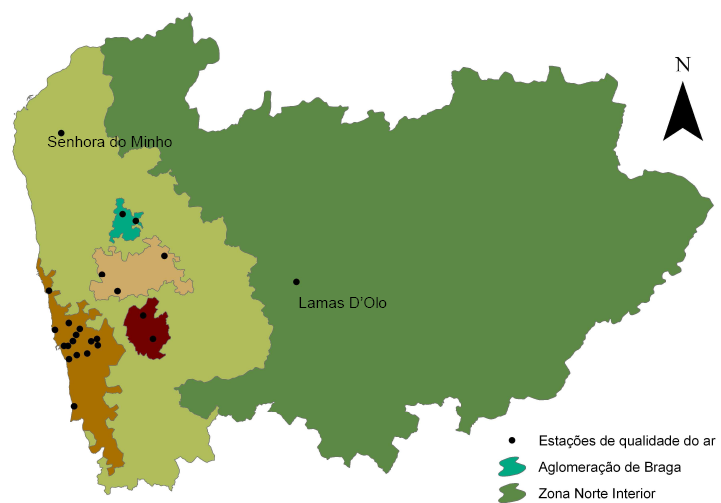 N
Senhora do Minho
Lamas D'Olo
Estações de qualidade do ar
Aglomeração de Braga
Zona Norte Interior